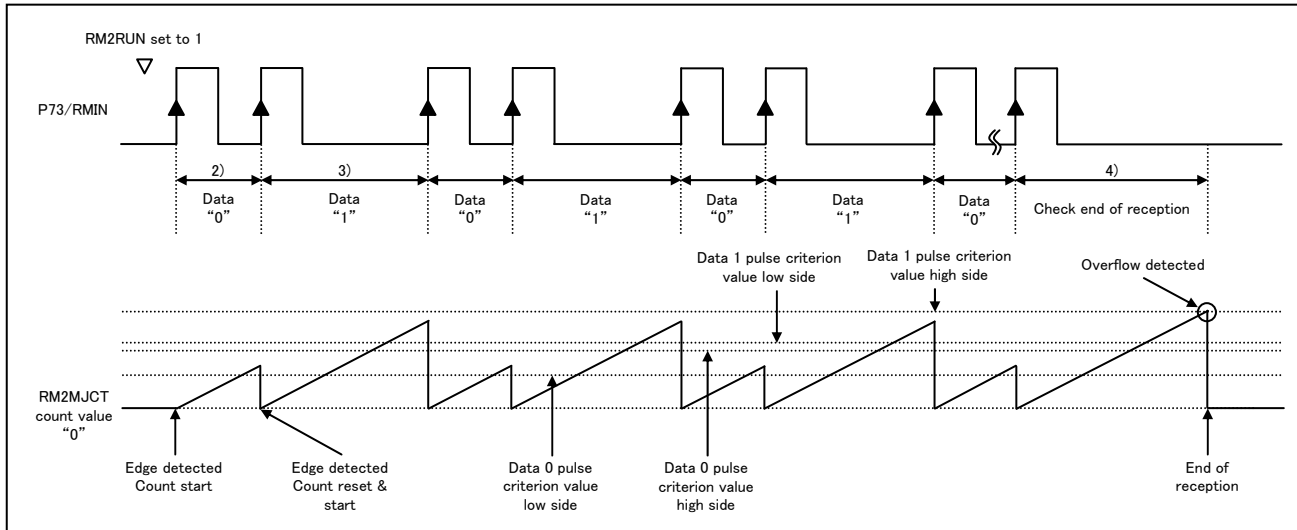 RM2RUN set to 1
P73/RMIN
2)
3)
4)
Data
“0”
Data
“1”
Data
“0”
Data
“1”
Data
“0”
Data
“1”
Data
“0”
Check end of reception
Data 1 pulse criterion
value low side
Data 1 pulse criterion
value high side
Overflow detected
RM2MJCT
count value
“0”
Edge detected
Count start
Edge detected
Count reset &
start
Data 0 pulse
criterion value
low side
Data 0 pulse
criterion value
high side
End of
reception